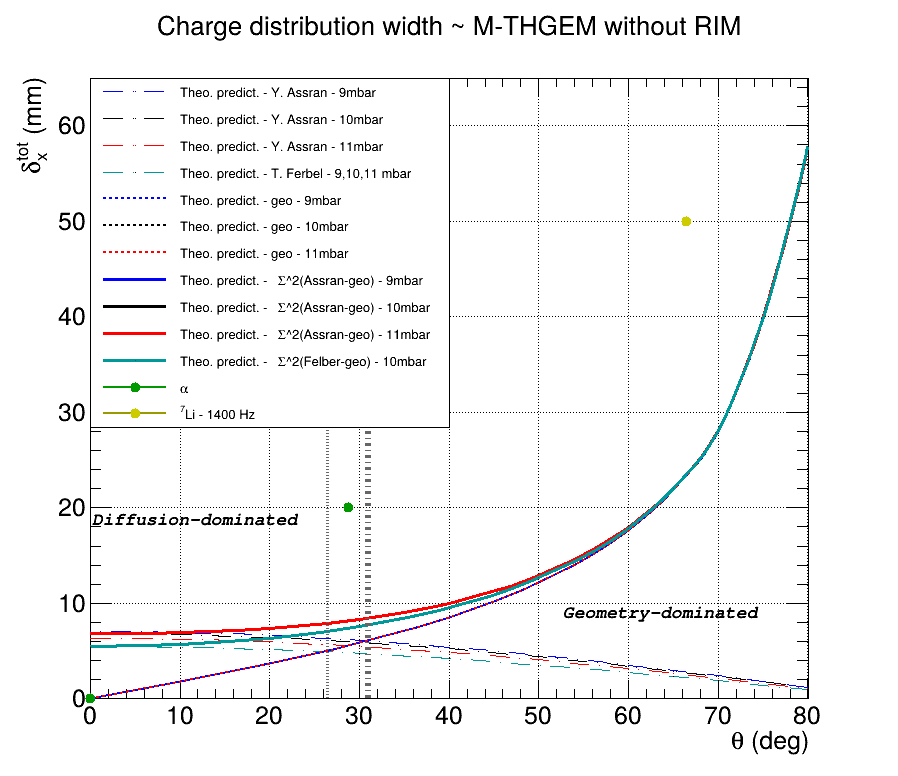 Charge distribution width ~ M-THGEM without RIM
δₓᵗᵒᵗ (mm)
60
50
40
30
20
10
0
Theo. predict. - Y. Assran - 9mbar
Theo. predict. - Y. Assran - 10mbar
Theo. predict. - Y. Assran - 11mbar
Theo. predict. - T. Ferbel - 9,10,11 mbar
Theo. predict. - geo - 9mbar
Theo. predict. - geo - 10mbar
Theo. predict. - geo - 11mbar
Theo. predict. - Σ^2(Assran-geo) - 9mbar
Theo. predict. - Σ^2(Assran-geo) - 10mbar
Theo. predict. - Σ^2(Assran-geo) - 11mbar
Theo. predict. - Σ^2(Felber-geo) - 10mbar
α
⁷Li - 1400 Hz
Diffusion-dominated
Geometry-dominated
0 10 20 30 40 50 60 70 80
θ (deg)